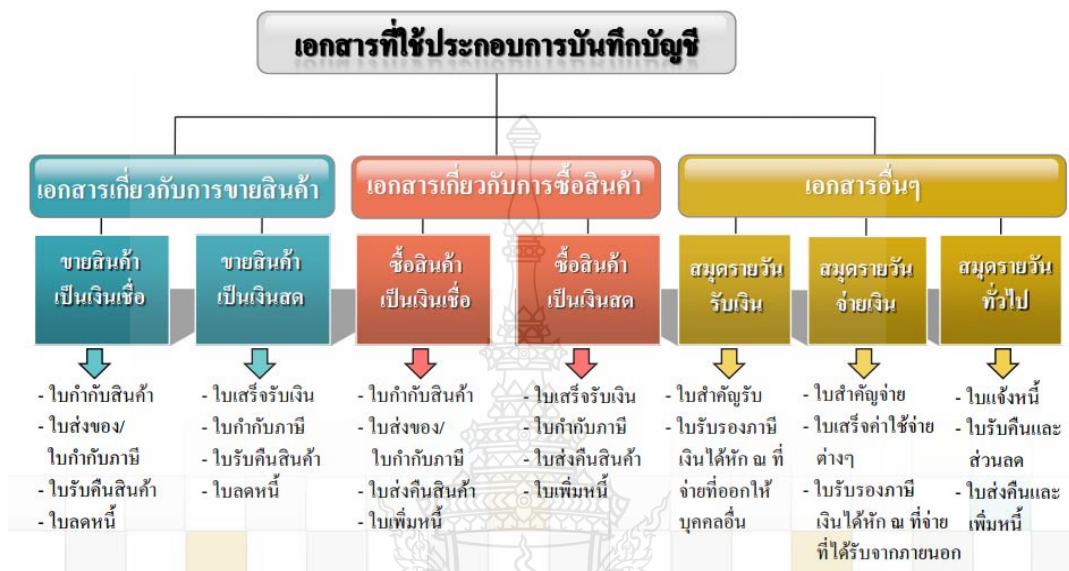 เอกสารที่ใช้ประกอบการบันทึกบัญชี
เอกสารเกี่ยวกับการขายสินค้า
เอกสารเกี่ยวกับการซื้อสินค้า
เอกสารอื่นๆ
ขายสินค้า
เป็นเงินเชื่อ
ขายสินค้า
เป็นเงินสด
ซื้อสินค้า
เป็นเงินเชื่อ
ซื้อสินค้า
เป็นเงินสด
สมุดรายวัน
รับเงิน
สมุดรายวัน
จ่ายเงิน
สมุดรายวัน
ทั่วไป
- ใบกำกับสินค้า
- ใบส่งของ/
ใบกำกับภาษี
- ใบรับคืนสินค้า
- ใบลดหนี้
- ใบเสร็จรับเงิน
- ใบกำกับภาษี
- ใบรับคืนสินค้า
- ใบลดหนี้
- ใบกำกับสินค้า
- ใบส่งของ/
ใบกำกับภาษี
- ใบส่งคืนสินค้า
- ใบเพิ่มหนี้
- ใบเสร็จรับเงิน
- ใบกำกับภาษี
- ใบส่งคืนสินค้า
- ใบเพิ่มหนี้
- ใบสำคัญรับ
- ใบรับรองภาษี
เงินได้หัก ณ ที่
จ่ายที่ออกให้
บุคคลอื่น
- ใบสำคัญจ่าย
- ใบเสร็จค่าใช้จ่าย
ต่างๆ
- ใบรับรองภาษี
เงินได้หัก ณ ที่จ่าย
ที่ได้รับจากภายนอก
- ใบแจ้งหนี้
- ใบรับคืนและ
ส่วนลด
- ใบส่งคืนและ
เพิ่มหนี้